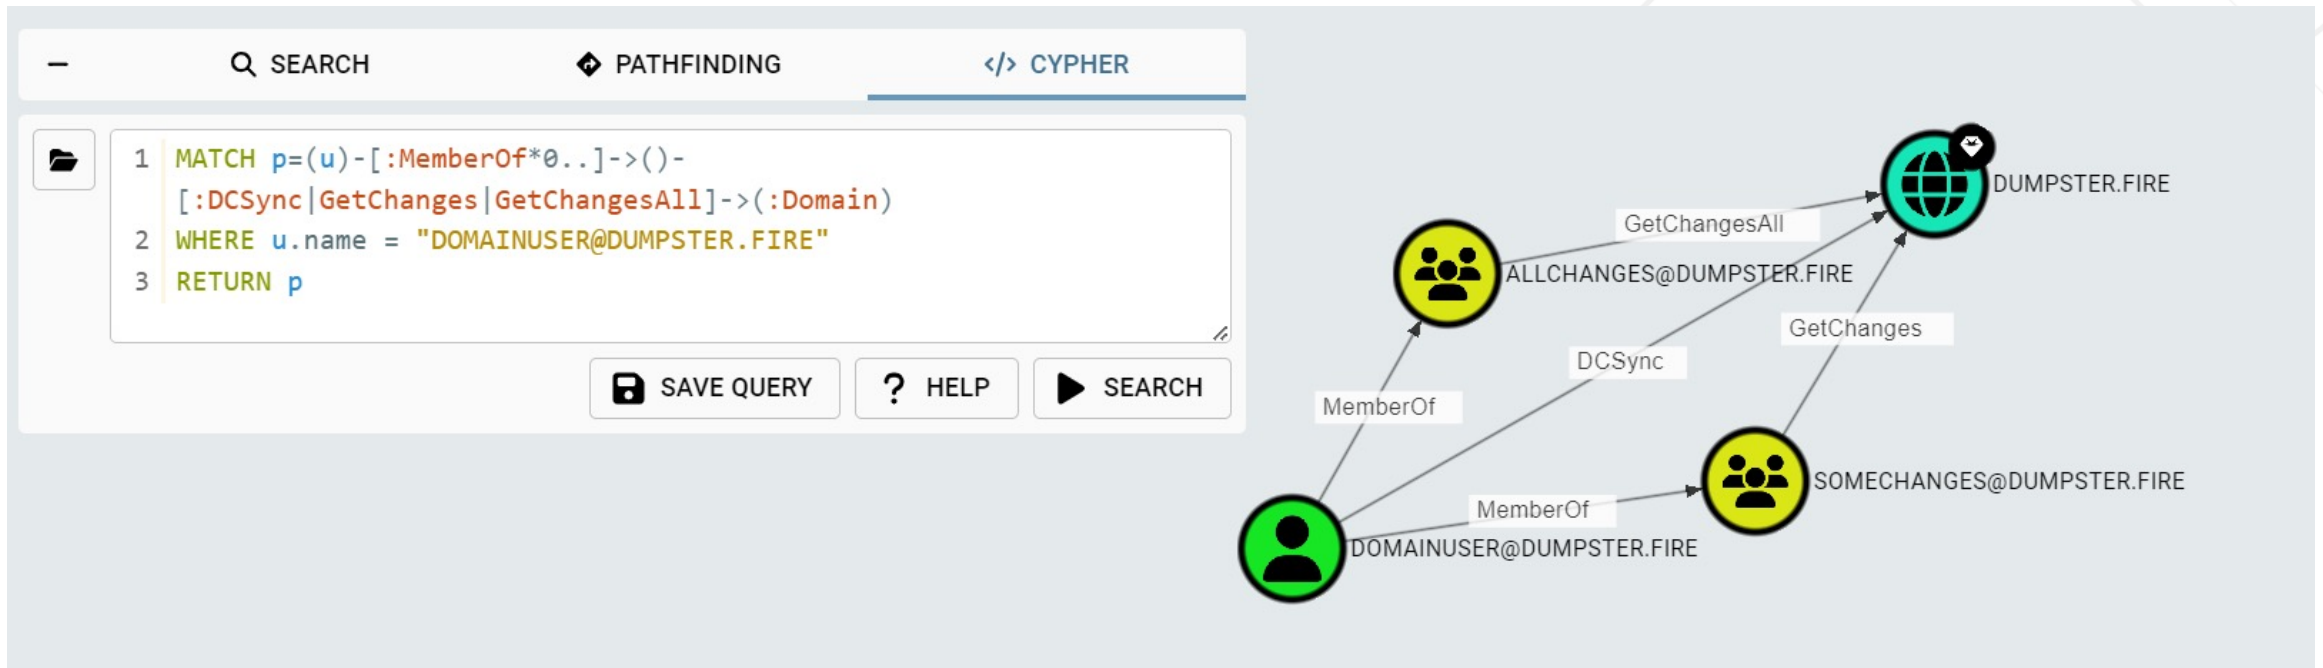 SEARCH
PATHFINDING
</> CYPHER
1 MATCH p=(u)-[:MemberOf*0..]->()-
[:DCSync|GetChanges|GetChangesAll]->(:Domain)
2 WHERE u.name = "DOMAINUSER@DUMPSTER.FIRE"
3 RETURN p
SAVE QUERY
? HELP
SEARCH
DUMPSTER.FIRE
GetChangesAll
ALLCHANGES@DUMPSTER.FIRE
GetChanges
DCSync
MemberOf
SOMECHANGES@DUMPSTER.FIRE
MemberOf
DOMAINUSER@DUMPSTER.FIRE